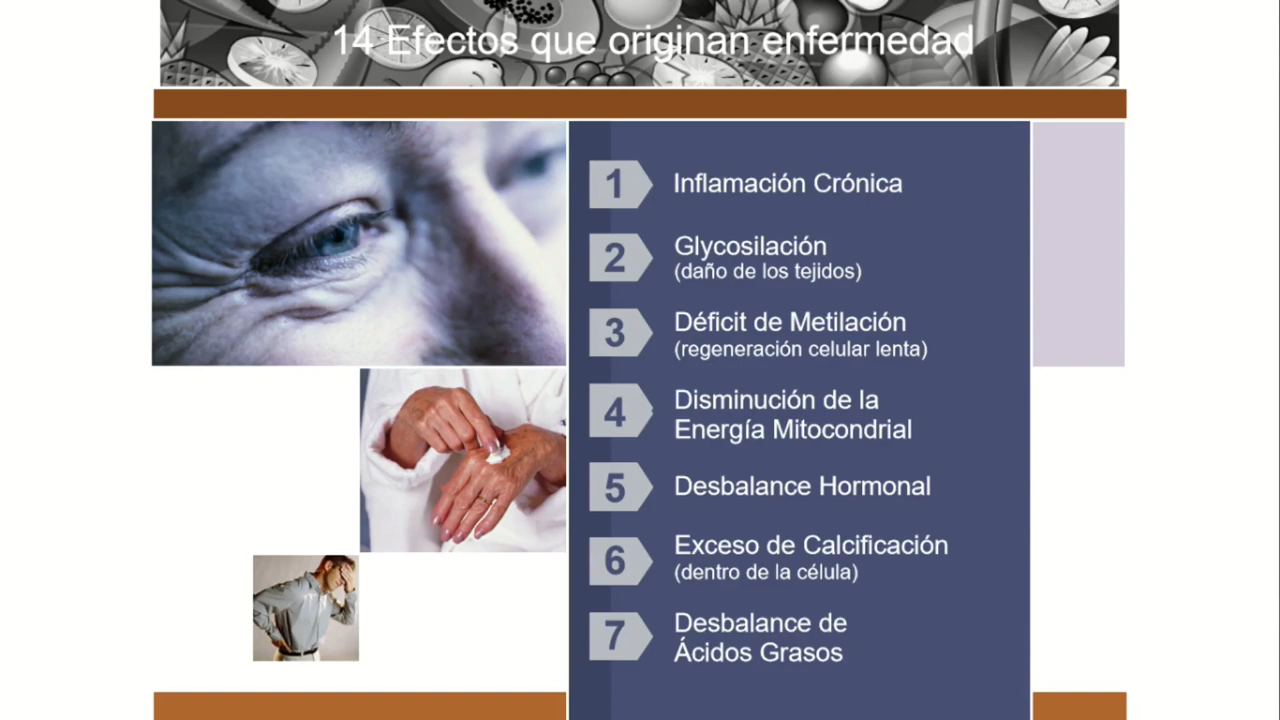 14 Efectos que originan enfermedad
1 Inflamación Crónica
2 Glycosilación
(daño de los tejidos)
3 Déficit de Metilación
(regeneración celular lenta)
4 Disminución de la
Energía Mitocondrial
5 Desbalance Hormonal
6 Exceso de Calcificación
(dentro de la célula)
7 Desbalance de
Ácidos Grasos